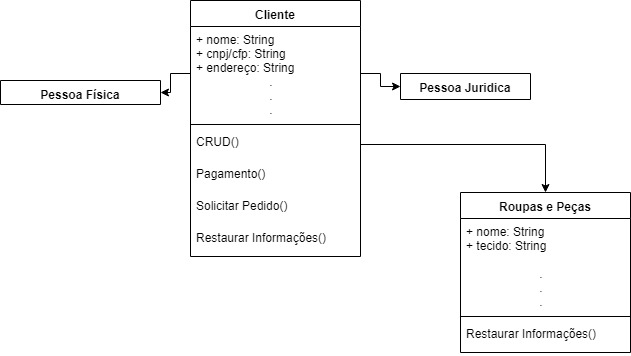 Cliente
+ nome: String
+ cnpj/cfp: String
+ endereço: String
.
.
.
CRUD()
Pagamento()
Solicitar Pedido()
Restaurar Informações()
Pessoa Física
Pessoa Juridica
Roupas e Peças
+ nome: String
+ tecido: String
.
.
.
Restaurar Informações()